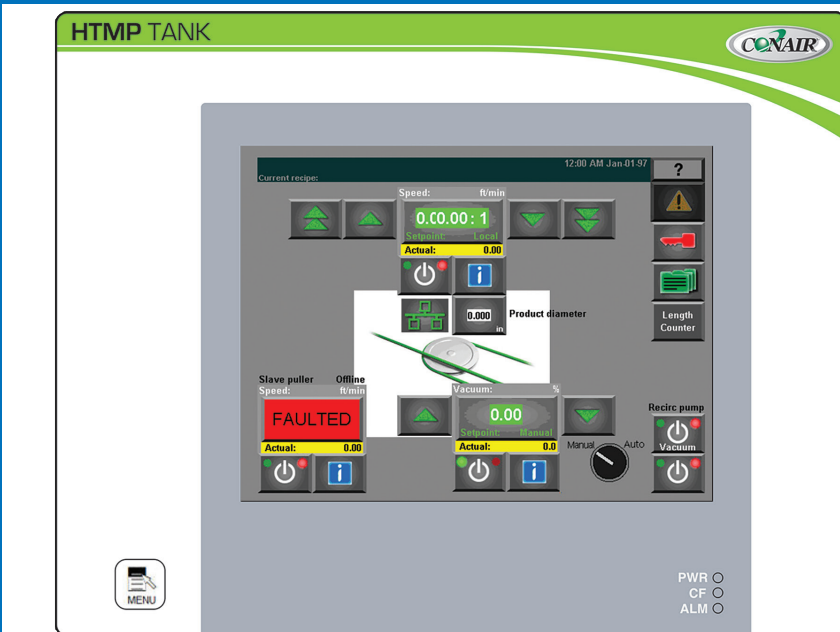 HTMP TANK
CONAIR
12:00 AM Jan-01-97
Current recipe:
?
Speed: ft/min
0.00.00 : 1
Setpoint: Local
Actual: 0.00
i
Length
Counter
0.000
in
Product diameter
Slave puller Offline
Speed: ft/min
FAULTED
Actual: 0.00
i
Vacuum: %
0.00
Setpoint: Manual
Actual: 0.0
i
Manual Auto
Recirc pump
Vacuum
MENU
PWR
CF
ALM